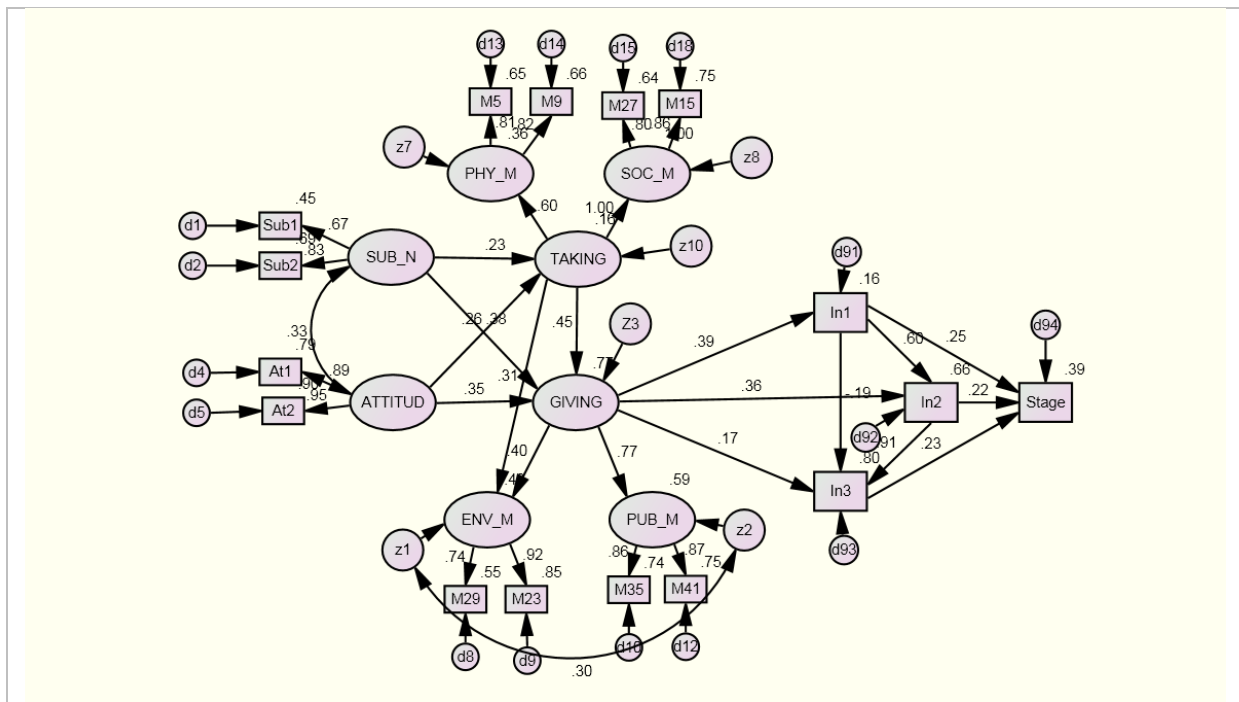 d13
d14
d15
d18
.65
.66
.64
.75
M5
M9
M27
M15
.81
.82
.36
.80
.86
1.00
z7
PHY_M
SOC_M
z8
.60
1.00
.16
.45
d1
Sub1
.67
.69
d2
Sub2
.83
SUB_N
.23
TAKING
z10
d91
.16
In1
.33
.79
.26
.38
.45
Z3
.77
.39
.60
.25
d94
.39
d4
At1
.89
.90
d5
At2
.95
ATTITUD
.35
.31
GIVING
.36
-.19
.66
In2
.22
Stage
d92
.91
.17
.80
.23
In3
d93
.40
.77
.59
ENV_M
PUB_M
z1
z2
.74
.92
.86
.87
.55
.85
.74
.75
M29
M23
M35
M41
d8
d9
d10
d12
.30